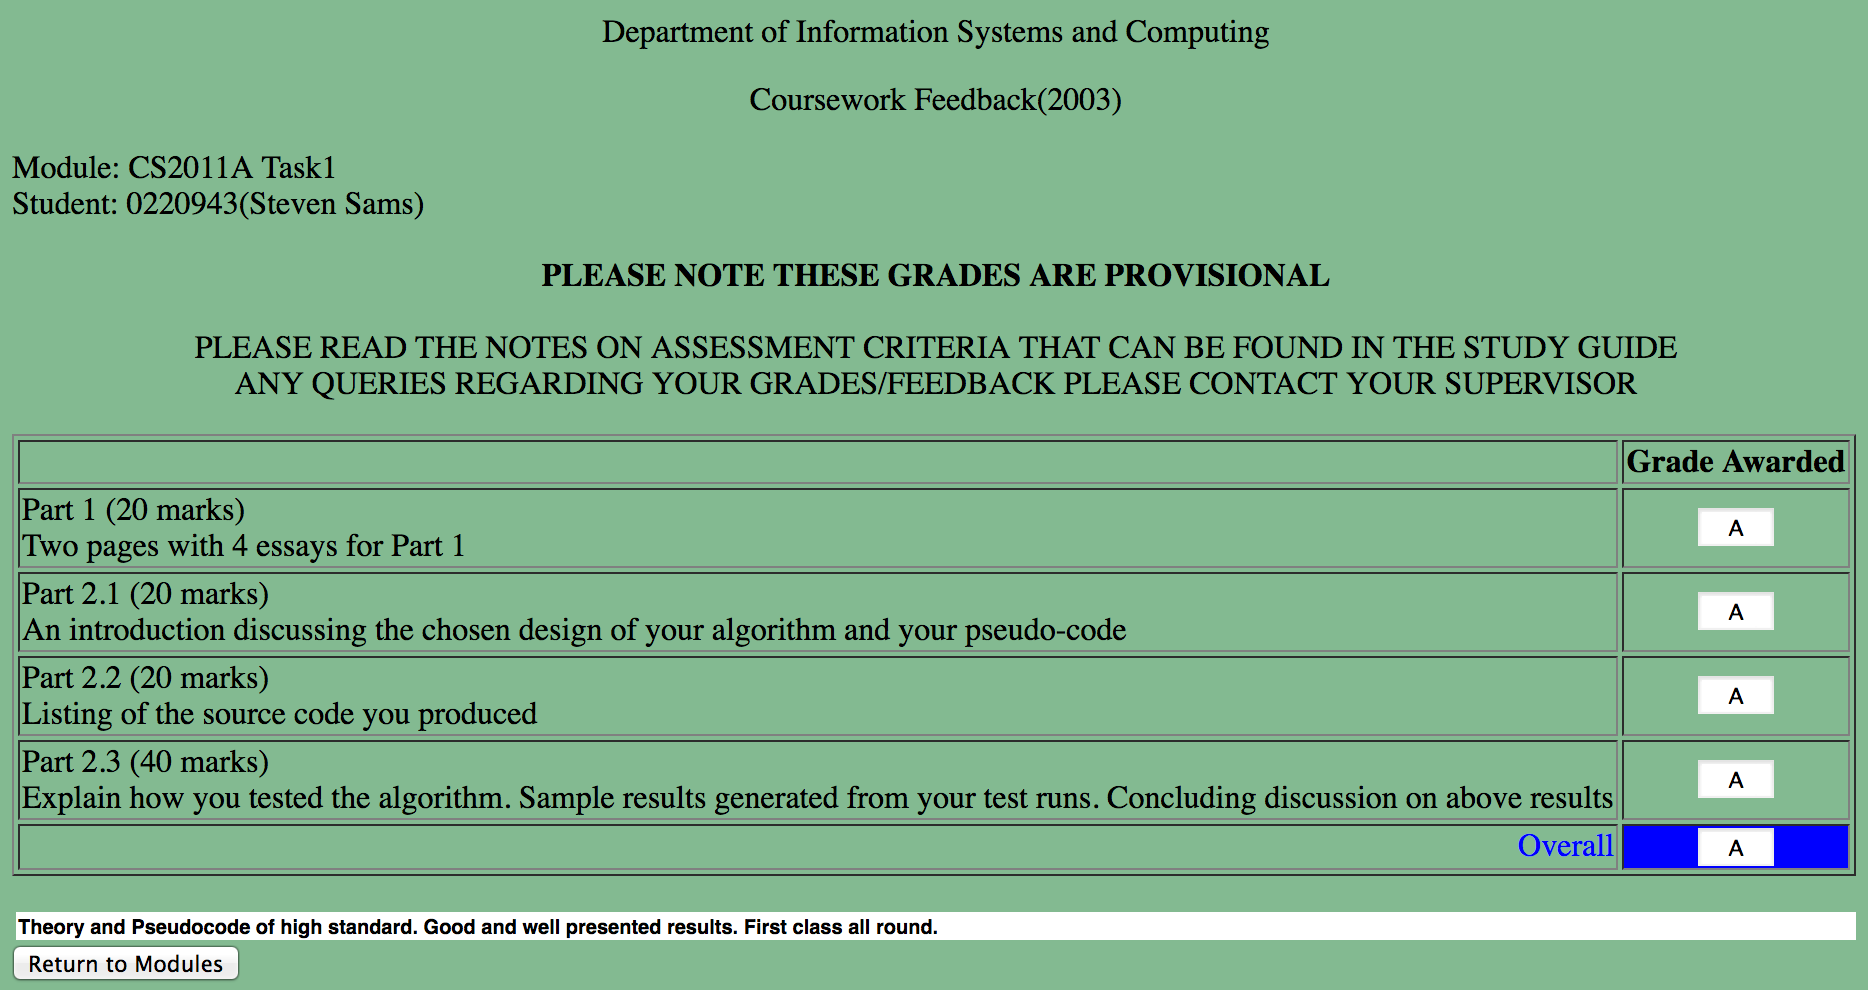 Department of Information Systems and Computing
Coursework Feedback(2003)
Module: CS2011A Task1
Student: 0220943(Steven Sams)
PLEASE NOTE THESE GRADES ARE PROVISIONAL
PLEASE READ THE NOTES ON ASSESSMENT CRITERIA THAT CAN BE FOUND IN THE STUDY GUIDE
ANY QUERIES REGARDING YOUR GRADES/FEEDBACK PLEASE CONTACT YOUR SUPERVISOR
Grade Awarded
Part 1 (20 marks)
Two pages with 4 essays for Part 1
A
Part 2.1 (20 marks)
An introduction discussing the chosen design of your algorithm and your pseudo-code
A
Part 2.2 (20 marks)
Listing of the source code you produced
A
Part 2.3 (40 marks)
Explain how you tested the algorithm. Sample results generated from your test runs. Concluding discussion on above results
A
Overall
A
Theory and Pseudocode of high standard. Good and well presented results. First class all round.
Return to Modules